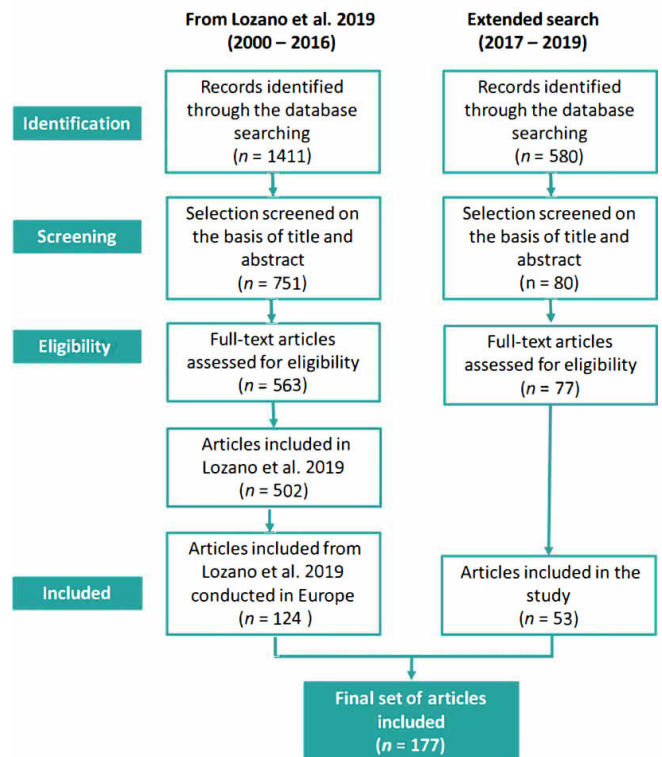 From Lozano et al. 2019
(2000 – 2016)
Extended search
(2017 – 2019)
Identification
Records identified
through the database
searching
(n = 1411)
Records identified
through the database
searching
(n = 580)
Screening
Selection screened on
the basis of title and
abstract
(n = 751)
Selection screened on
the basis of title and
abstract
(n = 80)
Eligibility
Full-text articles
assessed for eligibility
(n = 563)
Full-text articles
assessed for eligibility
(n = 77)
Articles included in
Lozano et al. 2019
(n = 502)
Included
Articles included from
Lozano et al. 2019
conducted in Europe
(n = 124 )
Articles included in the
study
(n = 53)
Final set of articles
included
(n = 177)